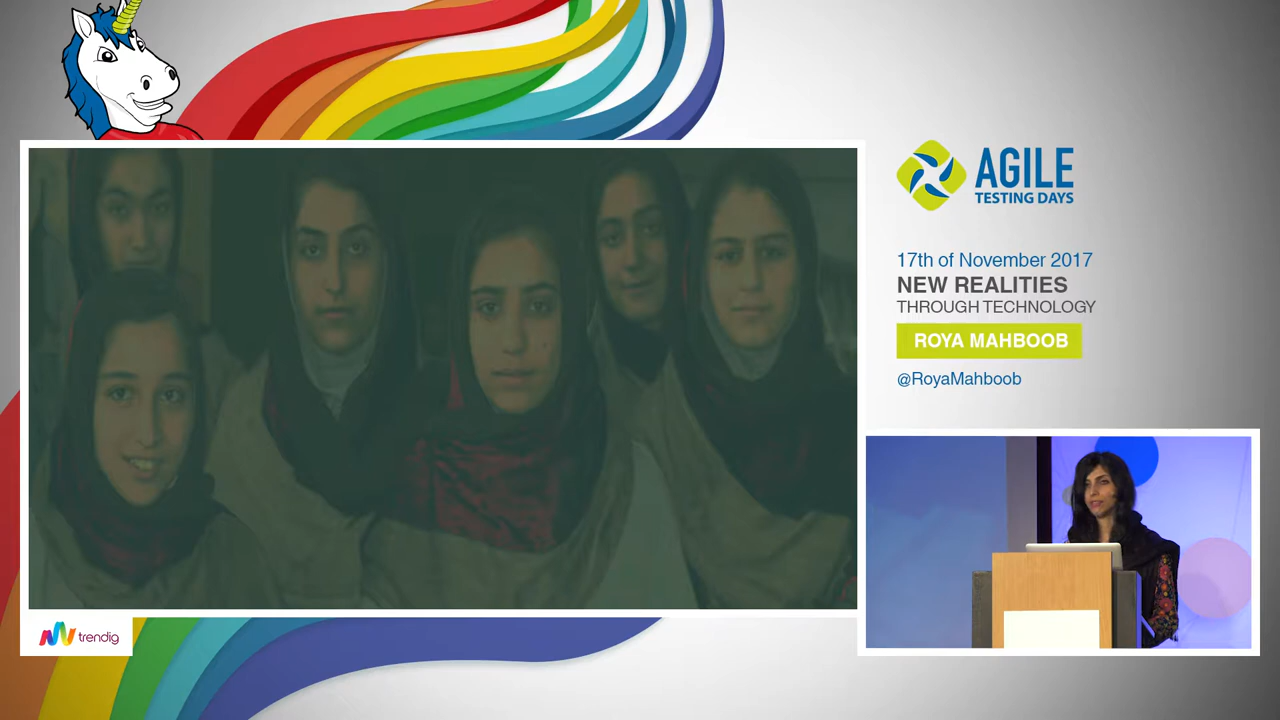 AGILE
TESTING DAYS
17th of November 2017
NEW REALITIES
THROUGH TECHNOLOGY
ROYA MAHBOOB
@RoyaMahboob
trendig